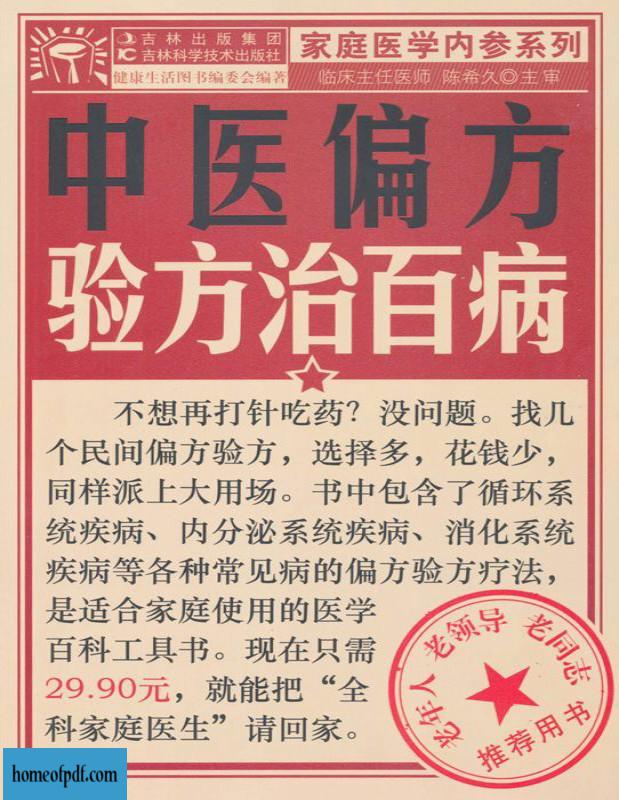 吉林出版集团
吉林科学技术出版社
健康生活图书编委会编著
家庭医学内参系列
临床主任医师 陈希久◎主审
中医偏方
验方治百病
不想再打针吃药？没问题。找几
个民间偏方验方，选择多，花钱少，
同样派上大用场。书中包含了循环系
统疾病、内分泌系统疾病、消化系统
疾病等各种常见病的偏方验方疗法，
是适合家庭使用的医学
百科工具书。现在只需
29.90元，就能把“全
科家庭医生”请回家。
老年人 老领导 老同志
推荐用书
homeofpdf.com